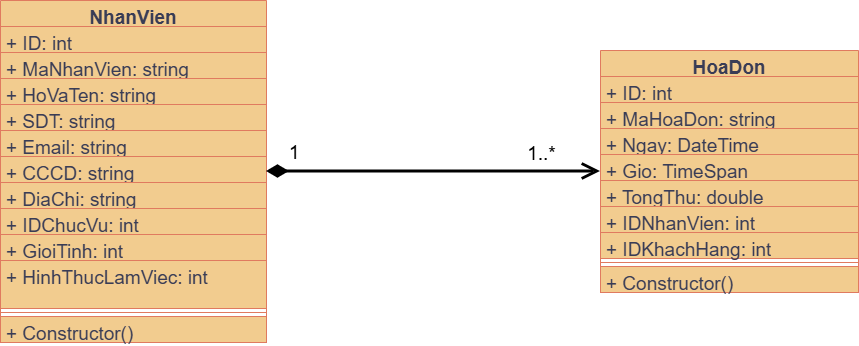 NhanVien
+ ID: int
+ MaNhanVien: string
+ HoVaTen: string
+ SDT: string
+ Email: string
+ CCCD: string
+ DiaChi: string
+ IDChucVu: int
+ GioiTinh: int
+ HinhThucLamViec: int
+ Constructor()
1
1..*
HoaDon
+ ID: int
+ MaHoaDon: string
+ Ngay: DateTime
+ Gio: TimeSpan
+ TongThu: double
+ IDNhanVien: int
+ IDKhachHang: int
+ Constructor()